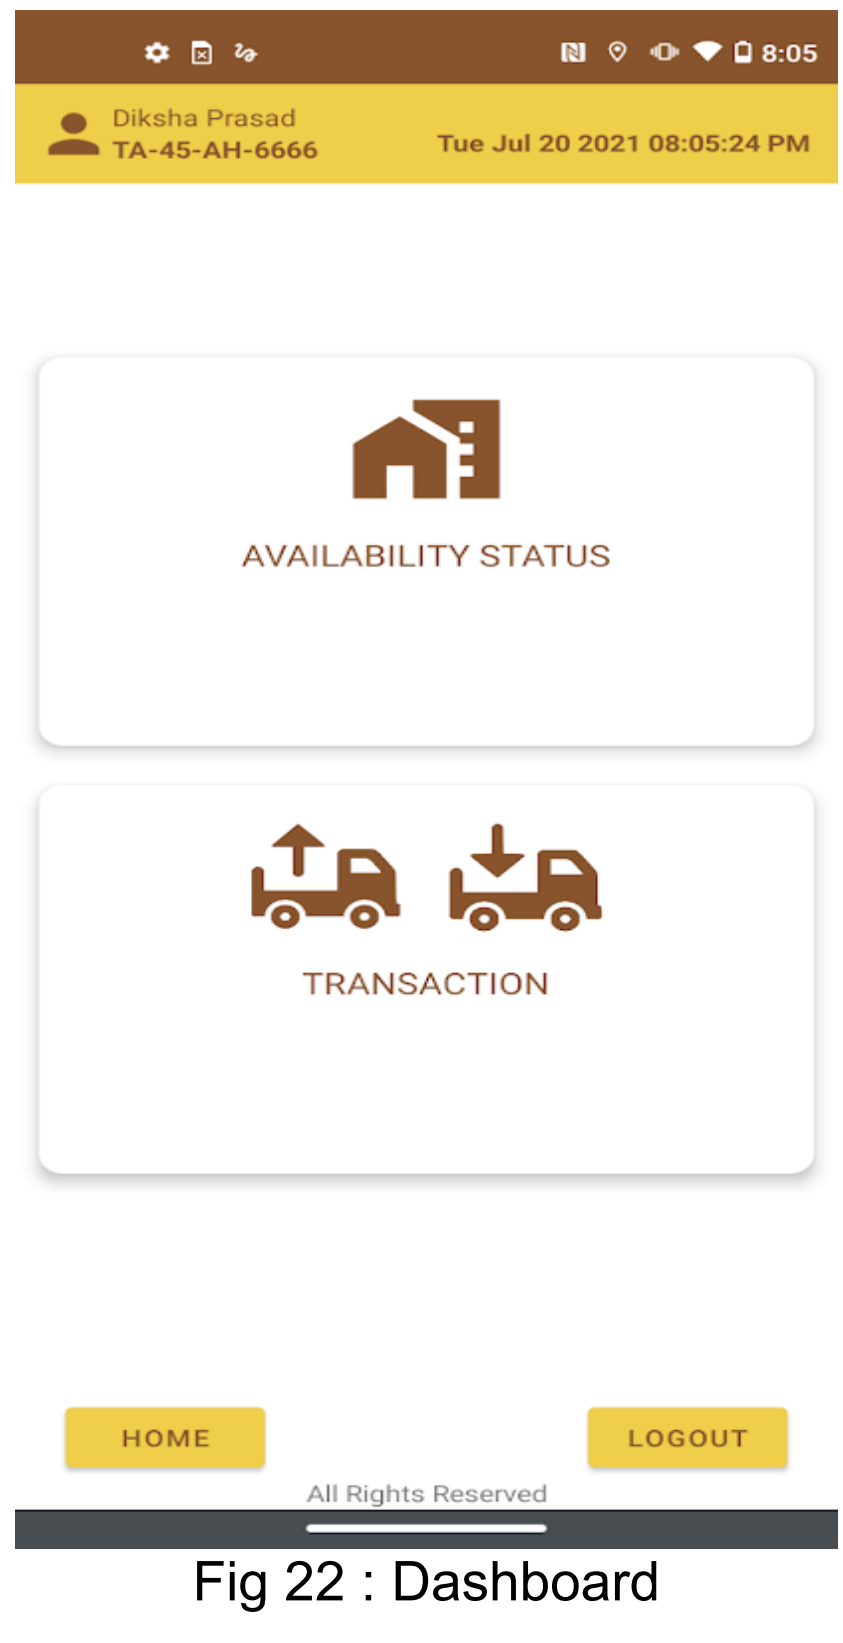 8:05
Diksha Prasad
TA-45-AH-6666
Tue Jul 20 2021 08:05:24 PM
AVAILABILITY STATUS
TRANSACTION
HOME
LOGOUT
All Rights Reserved
Fig 22 : Dashboard